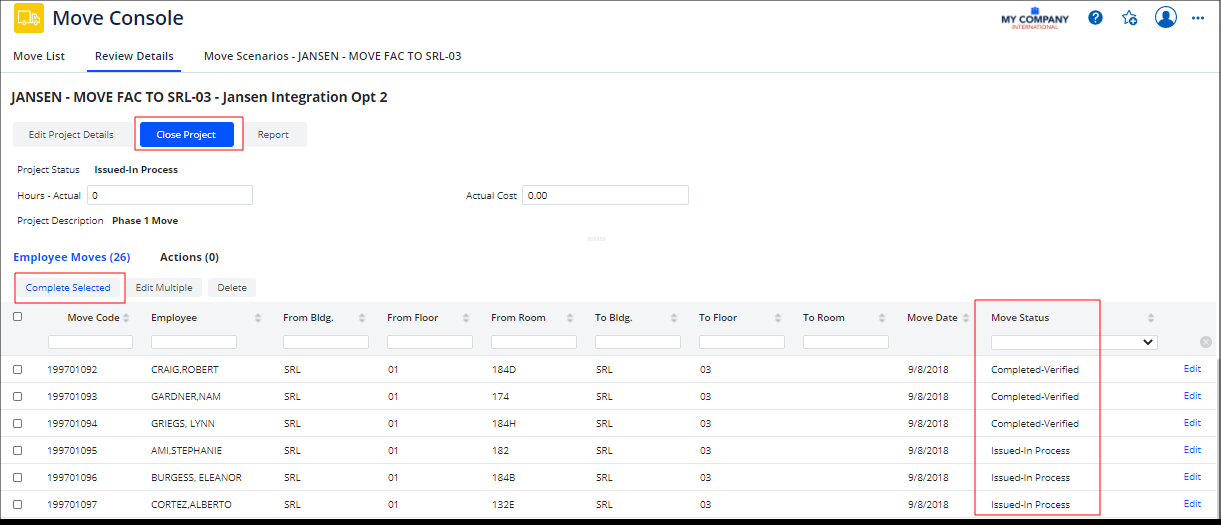 Move Console
MY COMPANY
INTERNATIONAL
Move List Review Details Move Scenarios - JANSEN - MOVE FAC TO SRL-03
JANSEN - MOVE FAC TO SRL-03 - Jansen Integration Opt 2
Edit Project Details Close Project Report
Project Status Issued-In Process
Hours - Actual 0 Actual Cost 0.00
Project Description Phase 1 Move
Employee Moves (26) Actions (0)
Complete Selected Edit Multiple Delete
Move Code Employee From Bldg. From Floor From Room To Bldg. To Floor To Room Move Date Move Status
199701092 CRAIG,ROBERT SRL 01 184D SRL 03 9/8/2018 Completed-Verified Edit
199701093 GARDNER,NAM SRL 01 174 SRL 03 9/8/2018 Completed-Verified Edit
199701094 GRIEGS, LYNN SRL 01 184H SRL 03 9/8/2018 Completed-Verified Edit
199701095 AMI,STEPHANIE SRL 01 182 SRL 03 9/8/2018 Issued-In Process Edit
199701096 BURGESS, ELEANOR SRL 01 184B SRL 03 9/8/2018 Issued-In Process Edit
199701097 CORTEZ,ALBERTO SRL 01 132E SRL 03 9/8/2018 Issued-In Process Edit